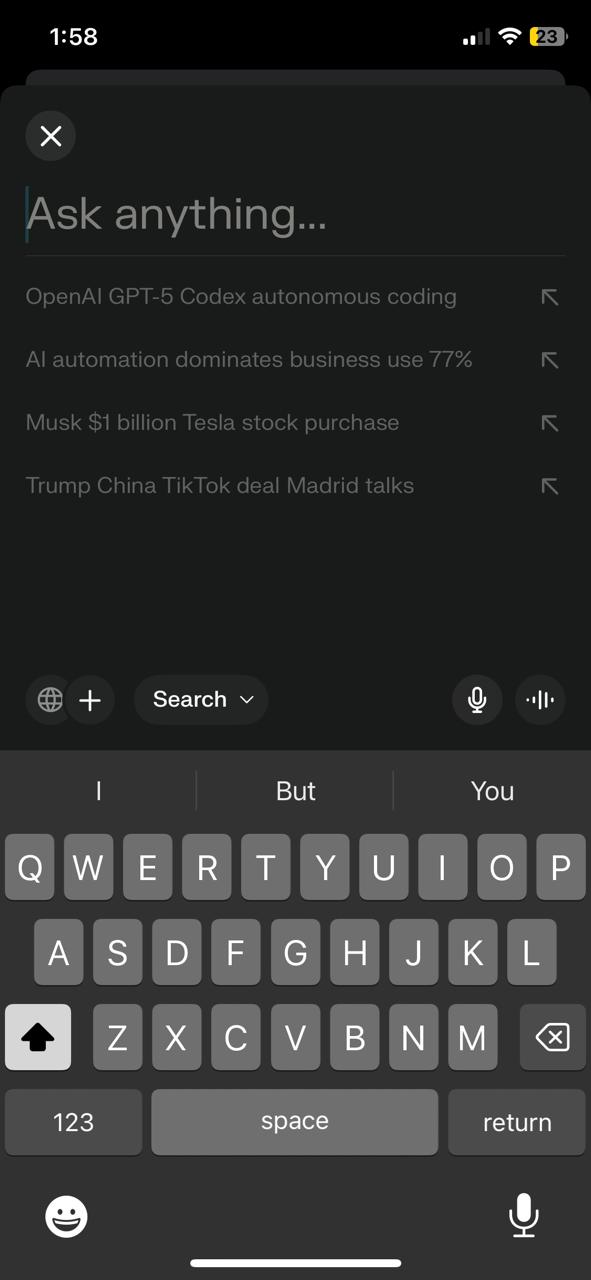 1:58
23
Ask anything...
OpenAI GPT-5 Codex autonomous coding
AI automation dominates business use 77%
Musk $1 billion Tesla stock purchase
Trump China TikTok deal Madrid talks
Search
I But You
Q W E R T Y U I O P
A S D F G H J K L
Z X C V B N M
123 space return